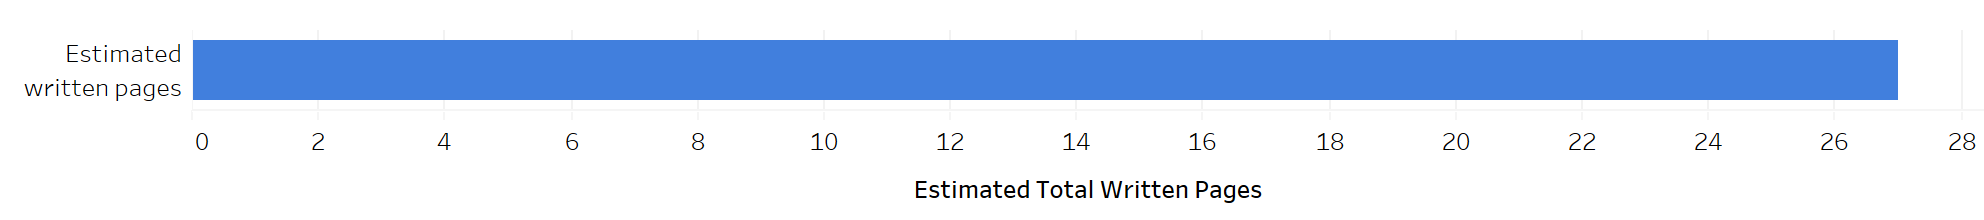 Estimated
written pages
0 2 4 6 8 10 12 14 16 18 20 22 24 26 28
Estimated Total Written Pages